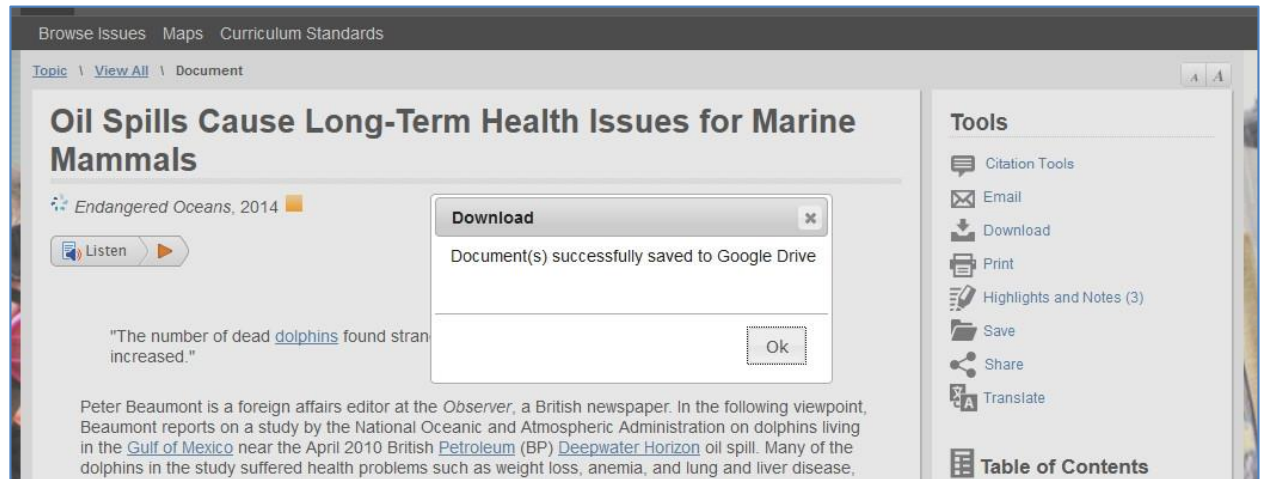 Browse Issues Maps Curriculum Standards
Topic \ View All \ Document
A A
Oil Spills Cause Long-Term Health Issues for Marine
Mammals
Endangered Oceans, 2014
Listen
"The number of dead dolphins found stran
increased."
Peter Beaumont is a foreign affairs editor at the Observer, a British newspaper. In the following viewpoint,
Beaumont reports on a study by the National Oceanic and Atmospheric Administration on dolphins living
in the Gulf of Mexico near the April 2010 British Petroleum (BP) Deepwater Horizon oil spill. Many of the
dolphins in the study suffered health problems such as weight loss, anemia, and lung and liver disease,
Download
Document(s) successfully saved to Google Drive
Ok
Tools
Citation Tools
Email
Download
Print
Highlights and Notes (3)
Save
Share
Translate
Table of Contents